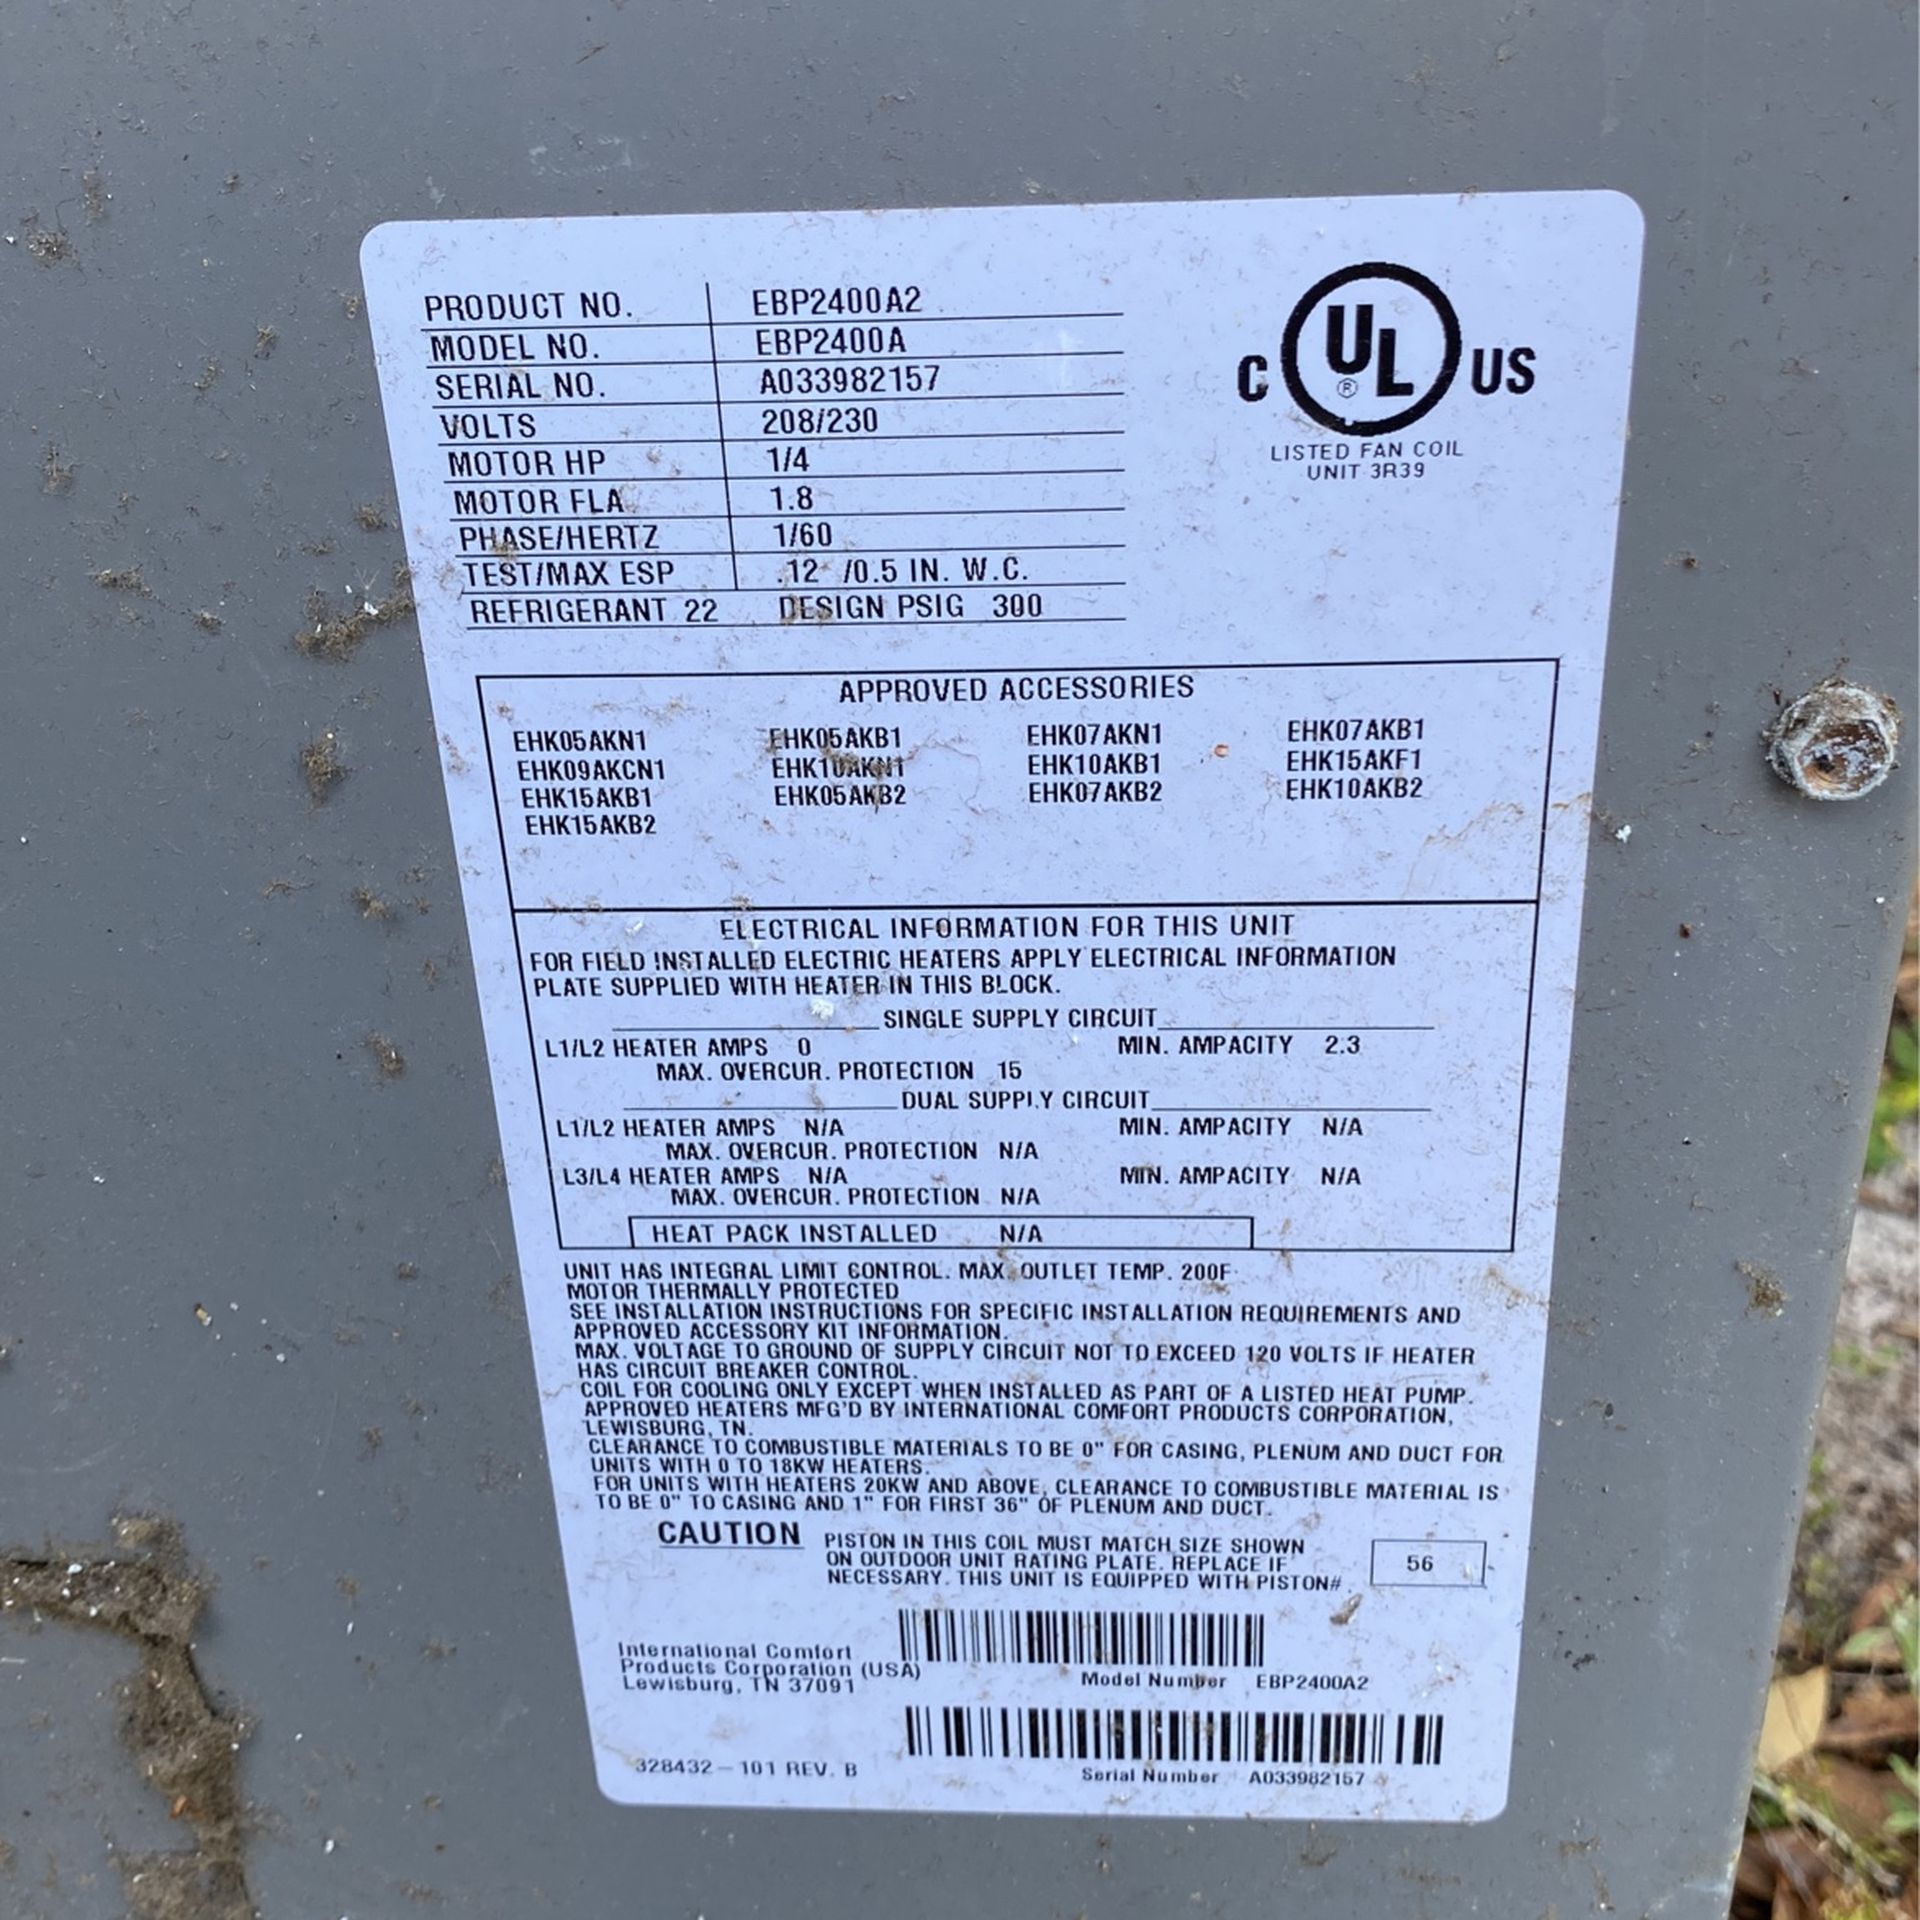 PRODUCT NO. EBP2400A2
MODEL NO. EBP2400A
SERIAL NO. A033982157
VOLTS 208/230
MOTOR HP 1/4
MOTOR FLA 1.8
PHASE/HERTZ 1/60
TEST/MAX ESP .12 /0.5 IN. W.C.
REFRIGERANT 22 DESIGN PSIG 300
C UL ® US
LISTED FAN COIL
UNIT 3R39
APPROVED ACCESSORIES
EHK05AKN1 EHK05AKB1 EHK07AKN1 EHK07AKB1
EHK09AKCN1 EHK10AKN1 EHK10AKB1 EHK15AKF1
EHK15AKB1 EHK05AKB2 EHK07AKB2 EHK10AKB2
EHK15AKB2
ELECTRICAL INFORMATION FOR THIS UNIT
FOR FIELD INSTALLED ELECTRIC HEATERS APPLY ELECTRICAL INFORMATION
PLATE SUPPLIED WITH HEATER IN THIS BLOCK.
SINGLE SUPPLY CIRCUIT
L1/L2 HEATER AMPS 0 MIN. AMPACITY 2.3
MAX. OVERCUR. PROTECTION 15
DUAL SUPPLY CIRCUIT
L1/L2 HEATER AMPS N/A MIN. AMPACITY N/A
MAX. OVERCUR. PROTECTION N/A
L3/L4 HEATER AMPS N/A MIN. AMPACITY N/A
MAX. OVERCUR. PROTECTION N/A
HEAT PACK INSTALLED N/A
UNIT HAS INTEGRAL LIMIT CONTROL. MAX. OUTLET TEMP. 200F
MOTOR THERMALLY PROTECTED
SEE INSTALLATION INSTRUCTIONS FOR SPECIFIC INSTALLATION REQUIREMENTS AND
APPROVED ACCESSORY KIT INFORMATION.
MAX. VOLTAGE TO GROUND OF SUPPLY CIRCUIT NOT TO EXCEED 120 VOLTS IF HEATER
HAS CIRCUIT BREAKER CONTROL.
COIL FOR COOLING ONLY EXCEPT WHEN INSTALLED AS PART OF A LISTED HEAT PUMP.
APPROVED HEATERS MFG'D BY INTERNATIONAL COMFORT PRODUCTS CORPORATION,
LEWISBURG, TN.
CLEARANCE TO COMBUSTIBLE MATERIALS TO BE 0" FOR CASING, PLENUM AND DUCT FOR
UNITS WITH 0 TO 18KW HEATERS.
FOR UNITS WITH HEATERS 20KW AND ABOVE, CLEARANCE TO COMBUSTIBLE MATERIAL IS
TO BE 0" TO CASING AND 1" FOR FIRST 36" OF PLENUM AND DUCT.
CAUTION PISTON IN THIS COIL MUST MATCH SIZE SHOWN
ON OUTDOOR UNIT RATING PLATE. REPLACE IF
NECESSARY. THIS UNIT IS EQUIPPED WITH PISTON# 56
International Comfort
Products Corporation (USA)
Lewisburg, TN 37091
Model Number EBP2400A2
328432-101 REV. B
Serial Number A033982157